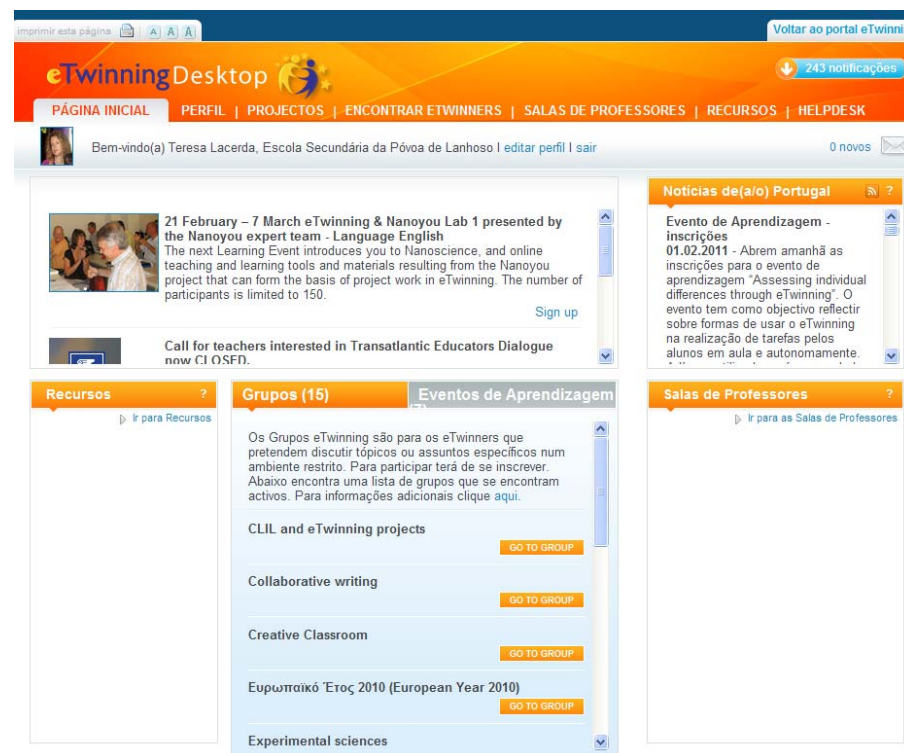 imprimir esta página A A A
Voltar ao portal eTwinni
eTwinningDesktop
243 notificações
PÁGINA INICIAL PERFIL | PROJECTOS | ENCONTRAR ETWINNERS | SALAS DE PROFESSORES | RECURSOS | HELPDESK
Bem-vindo(a) Teresa Lacerda, Escola Secundária da Póvoa de Lanhoso I editar perfil I sair
0 novos
21 February – 7 March eTwinning & Nanoyou Lab 1 presented by
the Nanoyou expert team - Language English
The next Learning Event introduces you to Nanoscience, and online
teaching and learning tools and materials resulting from the Nanoyou
project that can form the basis of project work in eTwinning. The number of
participants is limited to 150.
Sign up
Call for teachers interested in Transatlantic Educators Dialogue
now CLOSED.
Notícias de(a/o) Portugal ?
Evento de Aprendizagem -
inscrições
01.02.2011 - Abrem amanhã as
inscrições para o evento de
aprendizagem "Assessing individual
differences through eTwinning". O
evento tem como objectivo reflectir
sobre formas de usar o eTwinning
na realização de tarefas pelos
alunos em aula e autonomamente.
Recursos ?
Ir para Recursos
Grupos (15)
Eventos de Aprendizagem
Os Grupos eTwinning são para os eTwinners que
pretendem discutir tópicos ou assuntos específicos num
ambiente restrito. Para participar terá de se inscrever.
Abaixo encontra uma lista de grupos que se encontram
activos. Para informações adicionais clique aqui.
CLIL and eTwinning projects
GO TO GROUP
Collaborative writing
GO TO GROUP
Creative Classroom
GO TO GROUP
Ευρωπαϊκό Έτος 2010 (European Year 2010)
GO TO GROUP
Experimental sciences
Salas de Professores ?
Ir para as Salas de Professores